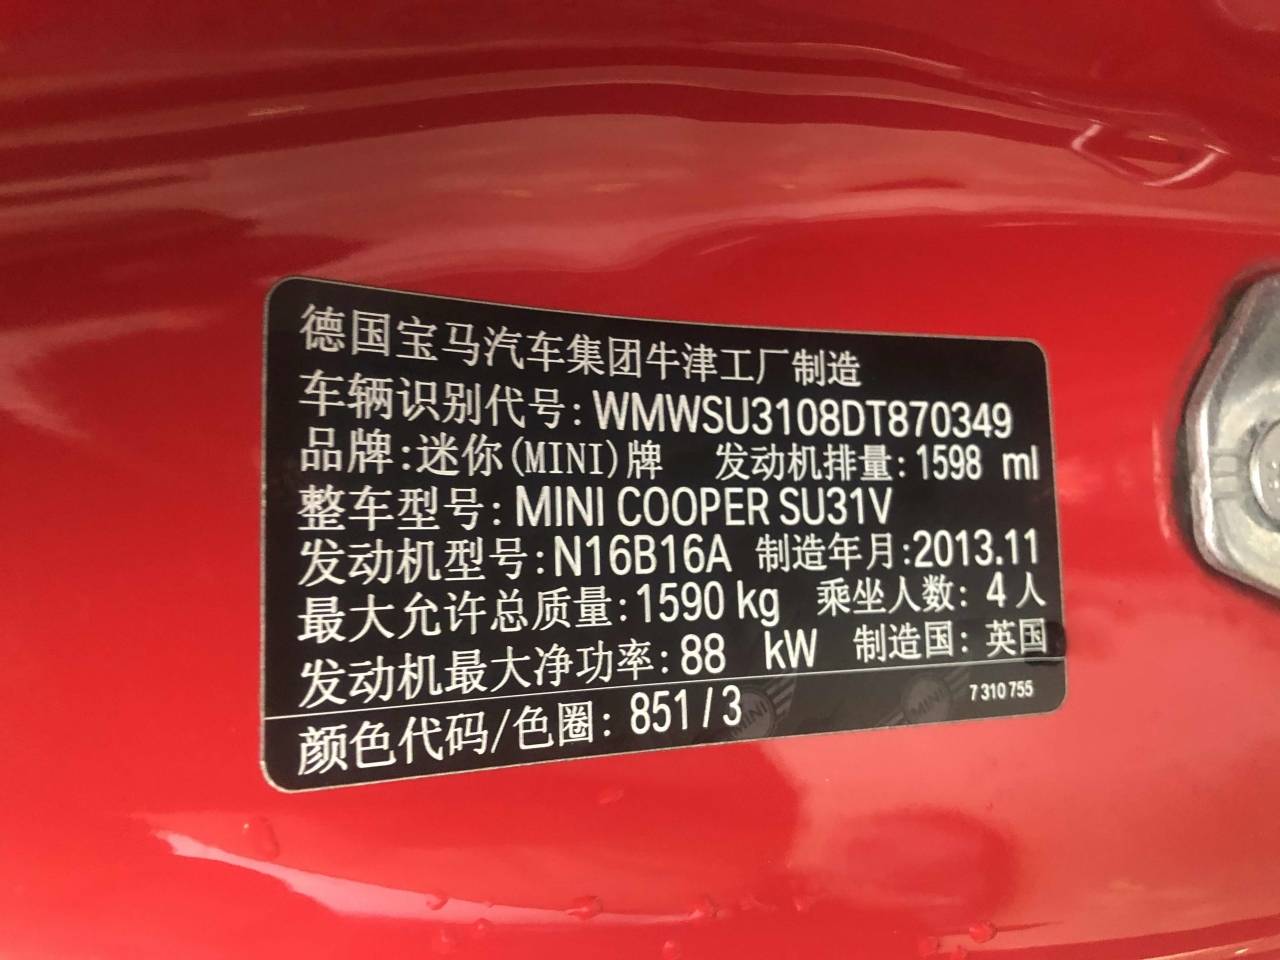 德国宝马汽车集团牛津工厂制造
车辆识别代号: WMWSU3108DT870349
品牌:迷你(MINI)牌 发动机排量:1598 ml
整车型号: MINI COOPER SU31V
发动机型号:N16B16A 制造年月:2013.11
最大允许总质量:1590 kg 乘坐人数: 4人
发动机最大净功率:88 kW 制造国: 英国
颜色代码/色圈: 851/3 7 310 755
MINI
MINI